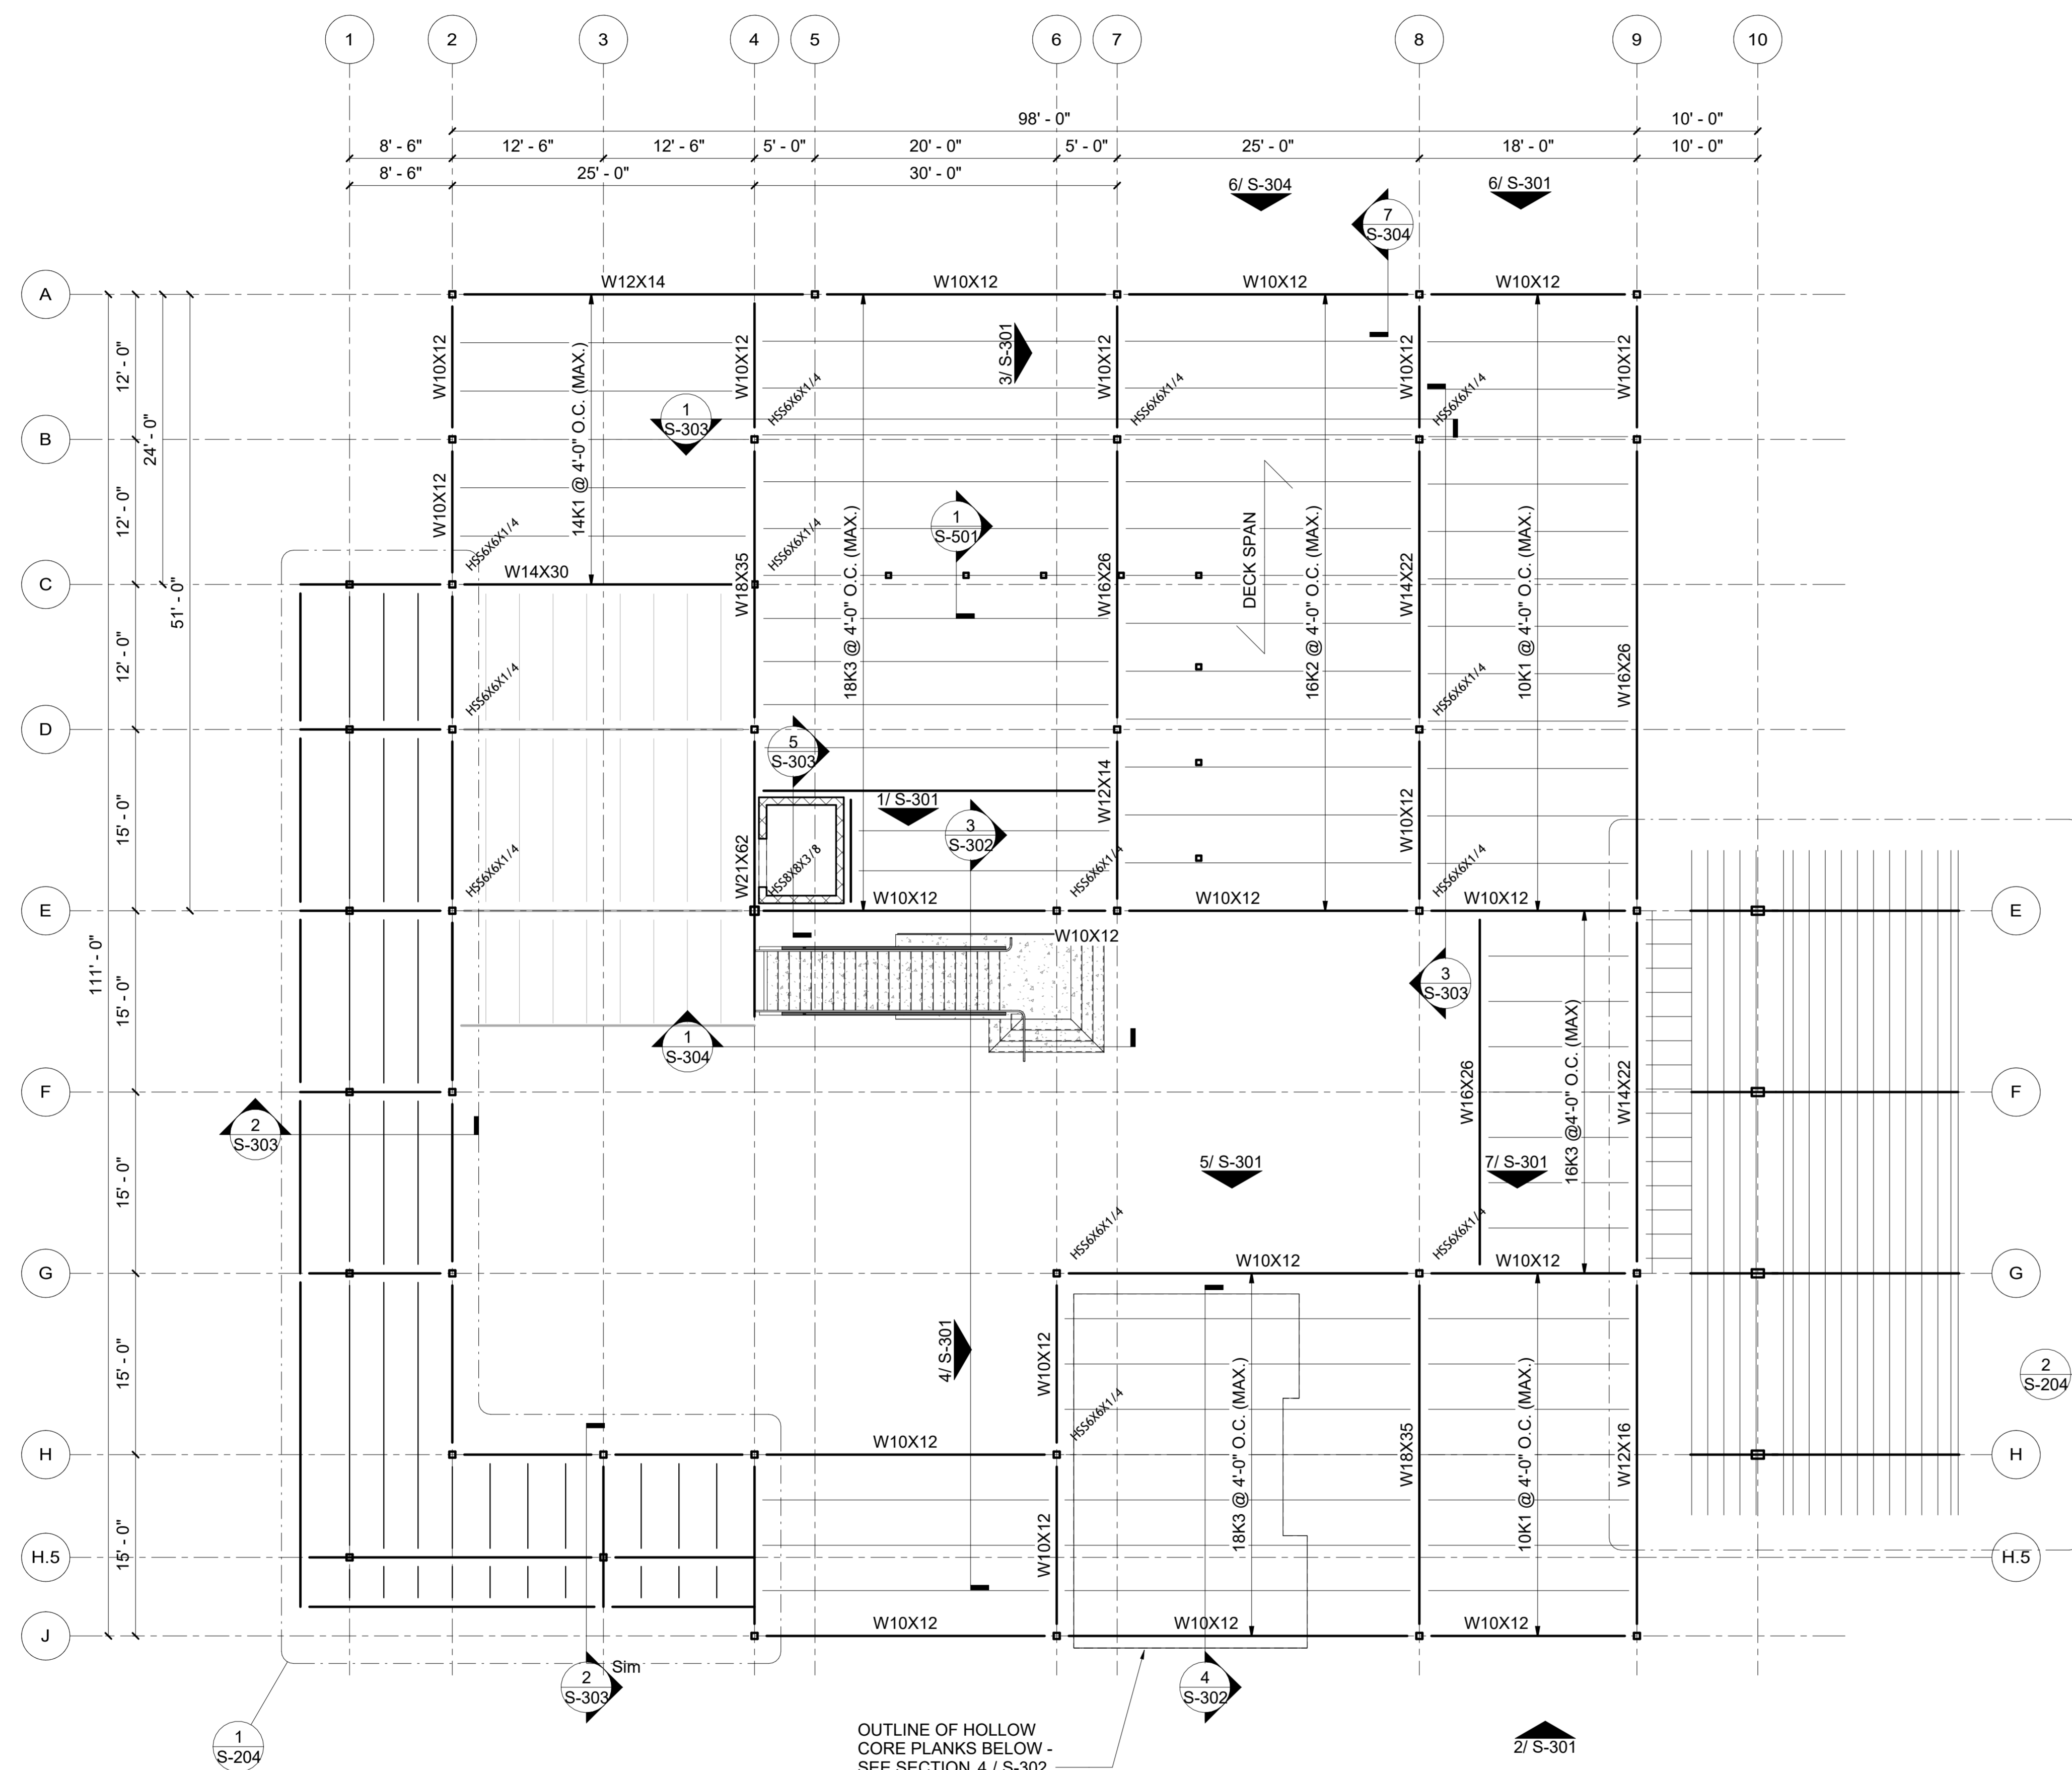 1 2 3 4 5 6 7 8 9 10
98' - 0" 10' - 0"
8' - 6" 12' - 6" 12' - 6" 5' - 0" 20' - 0" 5' - 0" 25' - 0" 18' - 0" 10' - 0"
8' - 6" 25' - 0" 30' - 0"
6/ S-304
6/ S-301
7
S-304
A
W12X14 W10X12 W10X12 W10X12
12' - 0"
24' - 0"
51' - 0"
111' - 0"
W10X12
14K1 @ 4'-0" O.C. (MAX.)
W10X12
3/ S-301
W10X12
W10X12
W10X12
HSS6X6X1/4
HSS6X6X1/4
HSS6X6X1/4
1
S-303
B
12' - 0"
W10X12
HSS6X6X1/4
HSS6X6X1/4
1
S-501
DECK SPAN
C
W14X30
W18X35
18K3 @ 4'-0" O.C. (MAX.)
W16X26
16K2 @ 4'-0" O.C. (MAX.)
W14X22
10K1 @ 4'-0" O.C. (MAX.)
W16X26
12' - 0"
HSS6X6X1/4
HSS6X6X1/4
D
5
S-303
15' - 0"
W21X62
HSS8X8X3/8
1/ S-301
3
S-302
W12X14
W10X12
HSS6X6X1/4
HSS6X6X1/4
HSS6X6X1/4
E
W10X12 W10X12 W10X12
E
W10X12
15' - 0"
3
S-303
1
S-304
16K3 @4'-0" O.C. (MAX)
W16X26
W14X22
F
F
2
S-303
15' - 0"
5/ S-301
7/ S-301
HSS6X6X1/4
HSS6X6X1/4
G
W10X12 W10X12
G
15' - 0"
4/ S-301
W10X12
HSS6X6X1/4
18K3 @ 4'-0" O.C. (MAX.)
W18X35
10K1 @ 4'-0" O.C. (MAX.)
W12X16
2
S-204
H
W10X12
H
15' - 0"
W10X12
H.5
H.5
J
W10X12 W10X12 W10X12
2
S-303
Sim
4
S-302
1
S-204
OUTLINE OF HOLLOW
CORE PLANKS BELOW -
SEE SECTION 4 / S-302
2/ S-301